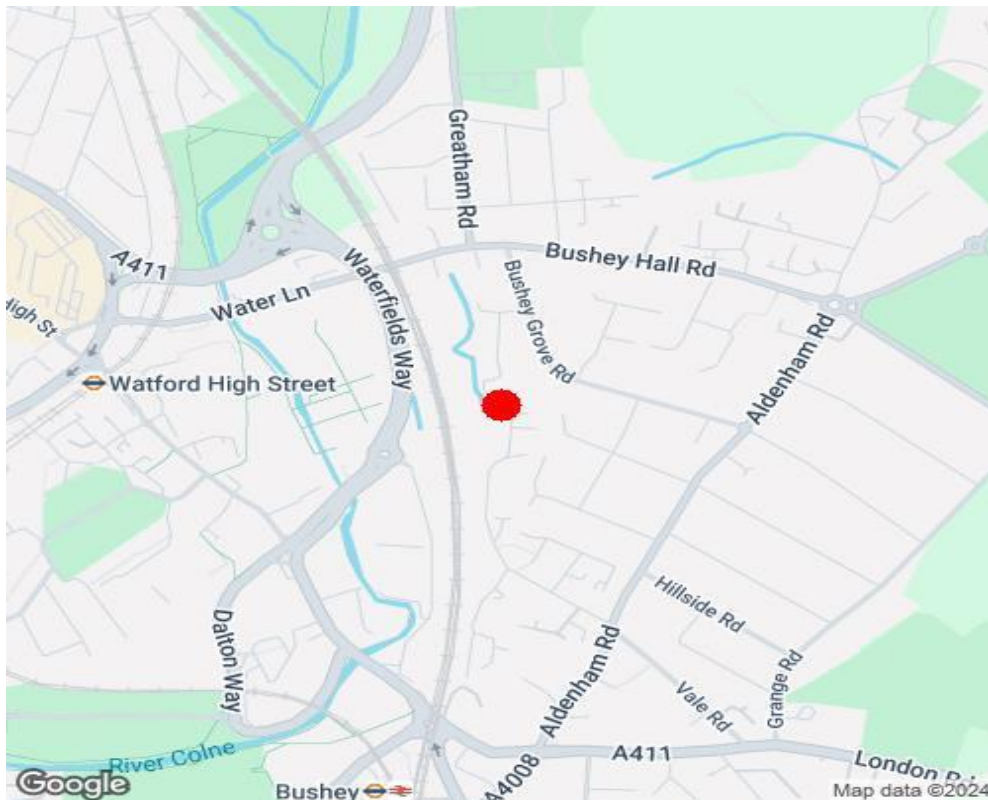 Greatham Rd
A411
Bushey Hall Rd
Waterfields Way
Water Ln
Bushey Grove Rd
High St
Aldenham Rd
Watford High Street
Hillside Rd
Dalton Way
Aldenham Rd
Grange Rd
Vale Rd
River Colne
A411
London
A4008
Bushey
Google
Map data ©2024